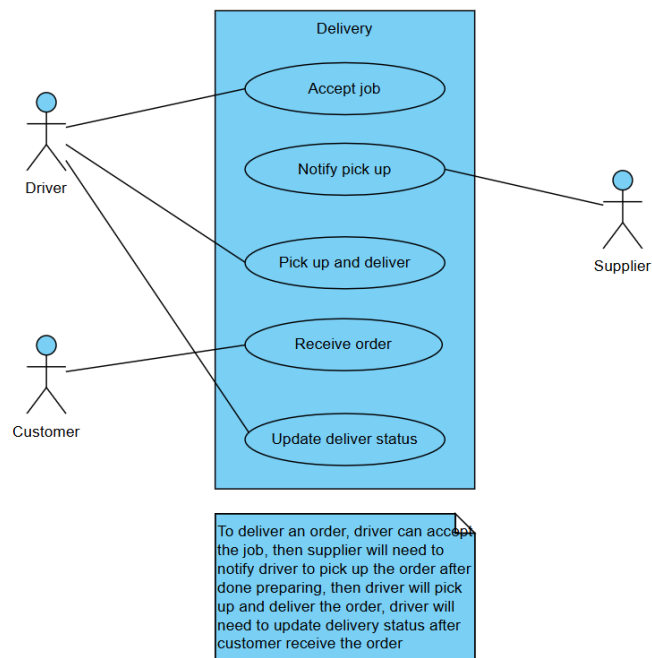 Delivery
Accept job
Driver
Notify pick up
Supplier
Pick up and deliver
Receive order
Customer
Update deliver status
To deliver an order, driver can accept
the job, then supplier will need to
notify driver to pick up the order after
done preparing, then driver will pick
up and deliver the order, driver will
need to update delivery status after
customer receive the order